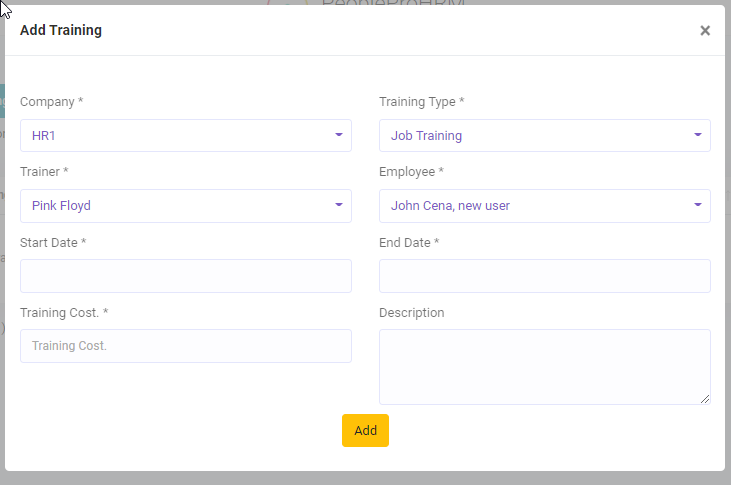 PeopleProHRM
Add Training
×
Company *
Training Type *
HR1
Job Training
Trainer *
Employee *
Pink Floyd
John Cena, new user
Start Date *
End Date *
Training Cost. *
Description
Training Cost.
Add